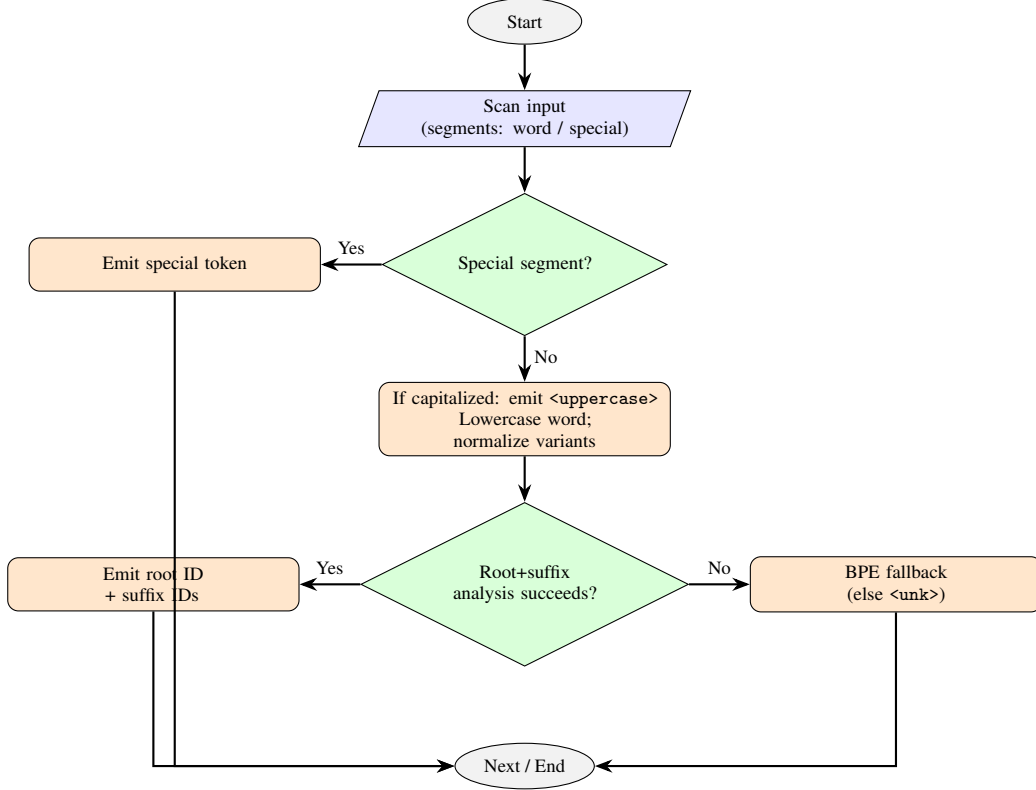 Start
Scan input
(segments: word / special)
Yes
Emit special token
Special segment?
No
If capitalized: emit <uppercase>
Lowercase word;
normalize variants
Yes
No
Emit root ID
+ suffix IDs
Root+suffix
analysis succeeds?
BPE fallback
(else <unk>)
Next / End